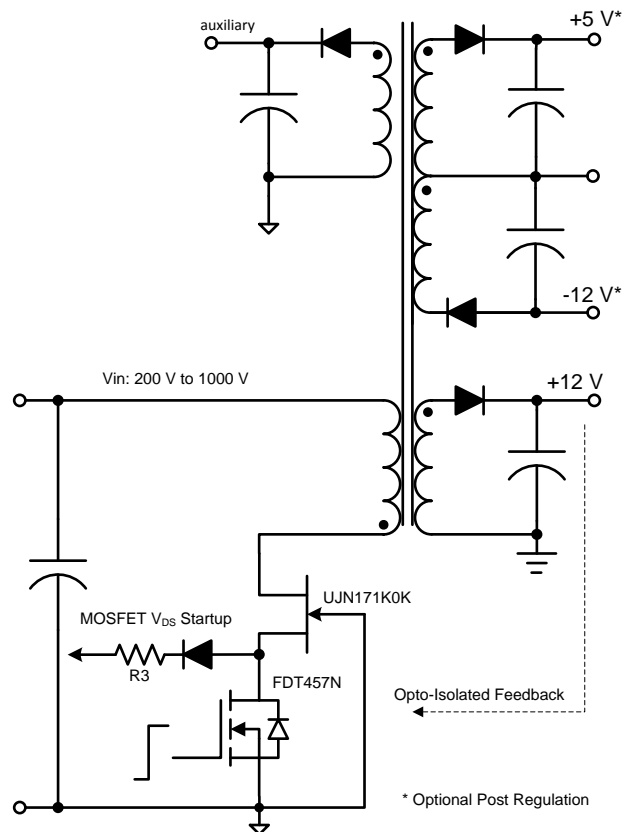 auxiliary
+5 V*
-12 V*
Vin: 200 V to 1000 V
+12 V
UJN171K0K
MOSFET VDS Startup
R3
FDT457N
Opto-Isolated Feedback
* Optional Post Regulation